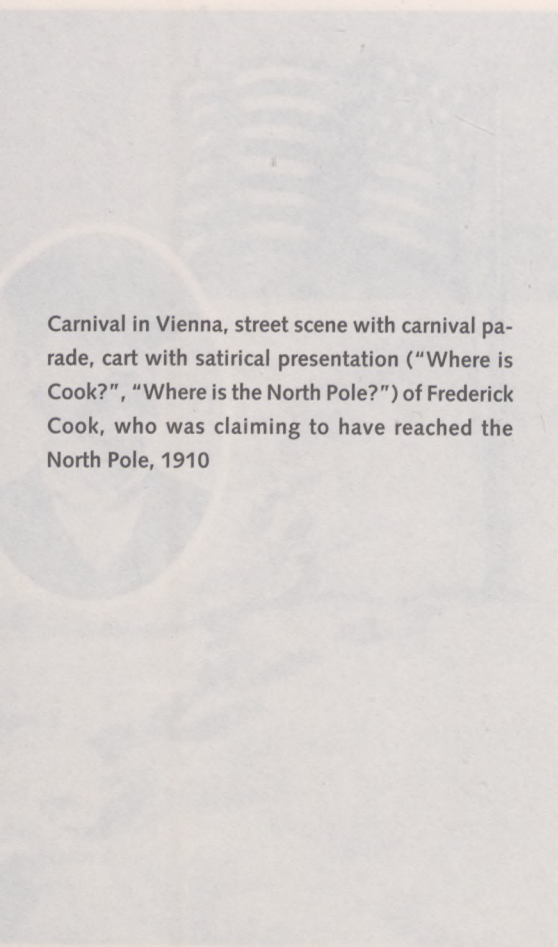 Carnival in Vienna, street scene with carnival pa-
rade, cart with satirical presentation (“Where is
Cook?”, “Where is the North Pole?”) of Frederick
Cook, who was claiming to have reached the
North Pole, 1910